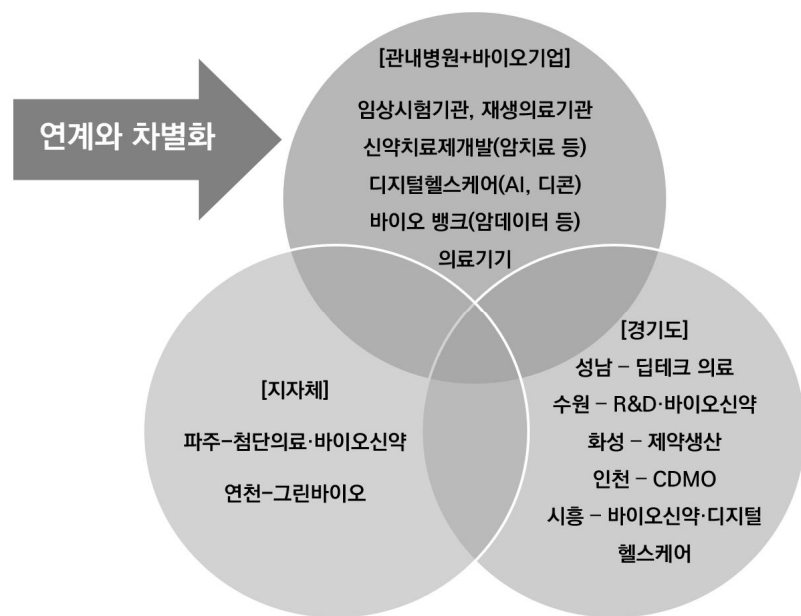 연계와 차별화
[관내병원+바이오기업]
임상시험기관, 재생의료기관
신약치료제개발(암치료 등)
디지털헬스케어(AI, 디콘)
바이오 뱅크(암데이터 등)
의료기기
[지자체]
파주-첨단의료·바이오신약
연천-그린바이오
[경기도]
성남 - 딥테크 의료
수원 - R&D·바이오신약
화성 - 제약생산
인천 - CDMO
시흥 - 바이오신약·디지털
헬스케어